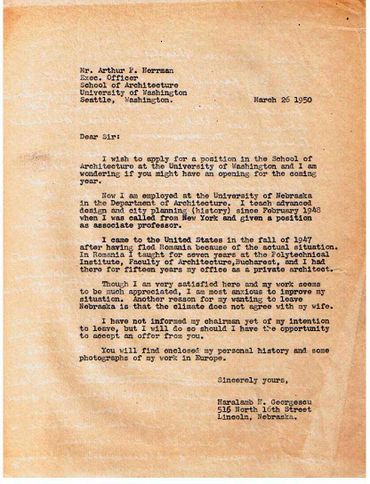 Mr. Arthur P. Herrman
Exec. Officer
School of Architecture
University of Washington
Seattle, Washington. March 26 1950
Dear Sir:
I wish to apply for a position in the School of
Architecture at the University of Washington and I am
wondering if you might have an opening for the coming
year.
Now I am employed at the University of Nebraska
in the Department of Architecture. I teach advanced
design and city planning (history) since February 1948
when I was called from New York and given a position
as associate professor.
I came to the United States in the fall of 1947
after having fled Romania because of the actual situation.
In Romania I taught for seven years at the Polytechnical
Institute, Faculty of Architecture,Bucharest, and I had
there for fifteen years my office as a private architect.
Though I am very satisfied here and my work seems
to be much appreciated, I am most anxious to improve my
situation. Another reason for my wanting to leave
Nebraska is that the climate does not agree with my wife.
I have not informed my chairman yet of my intention
to leave, but I will do so should I have the opportunity
to accept an offer from you.
You will find enclosed my personal history and some
photographs of my work in Europe.
Sincerely yours,
Haralamb H. Georgescu
516 North 16th Street
Lincoln, Nebraska.